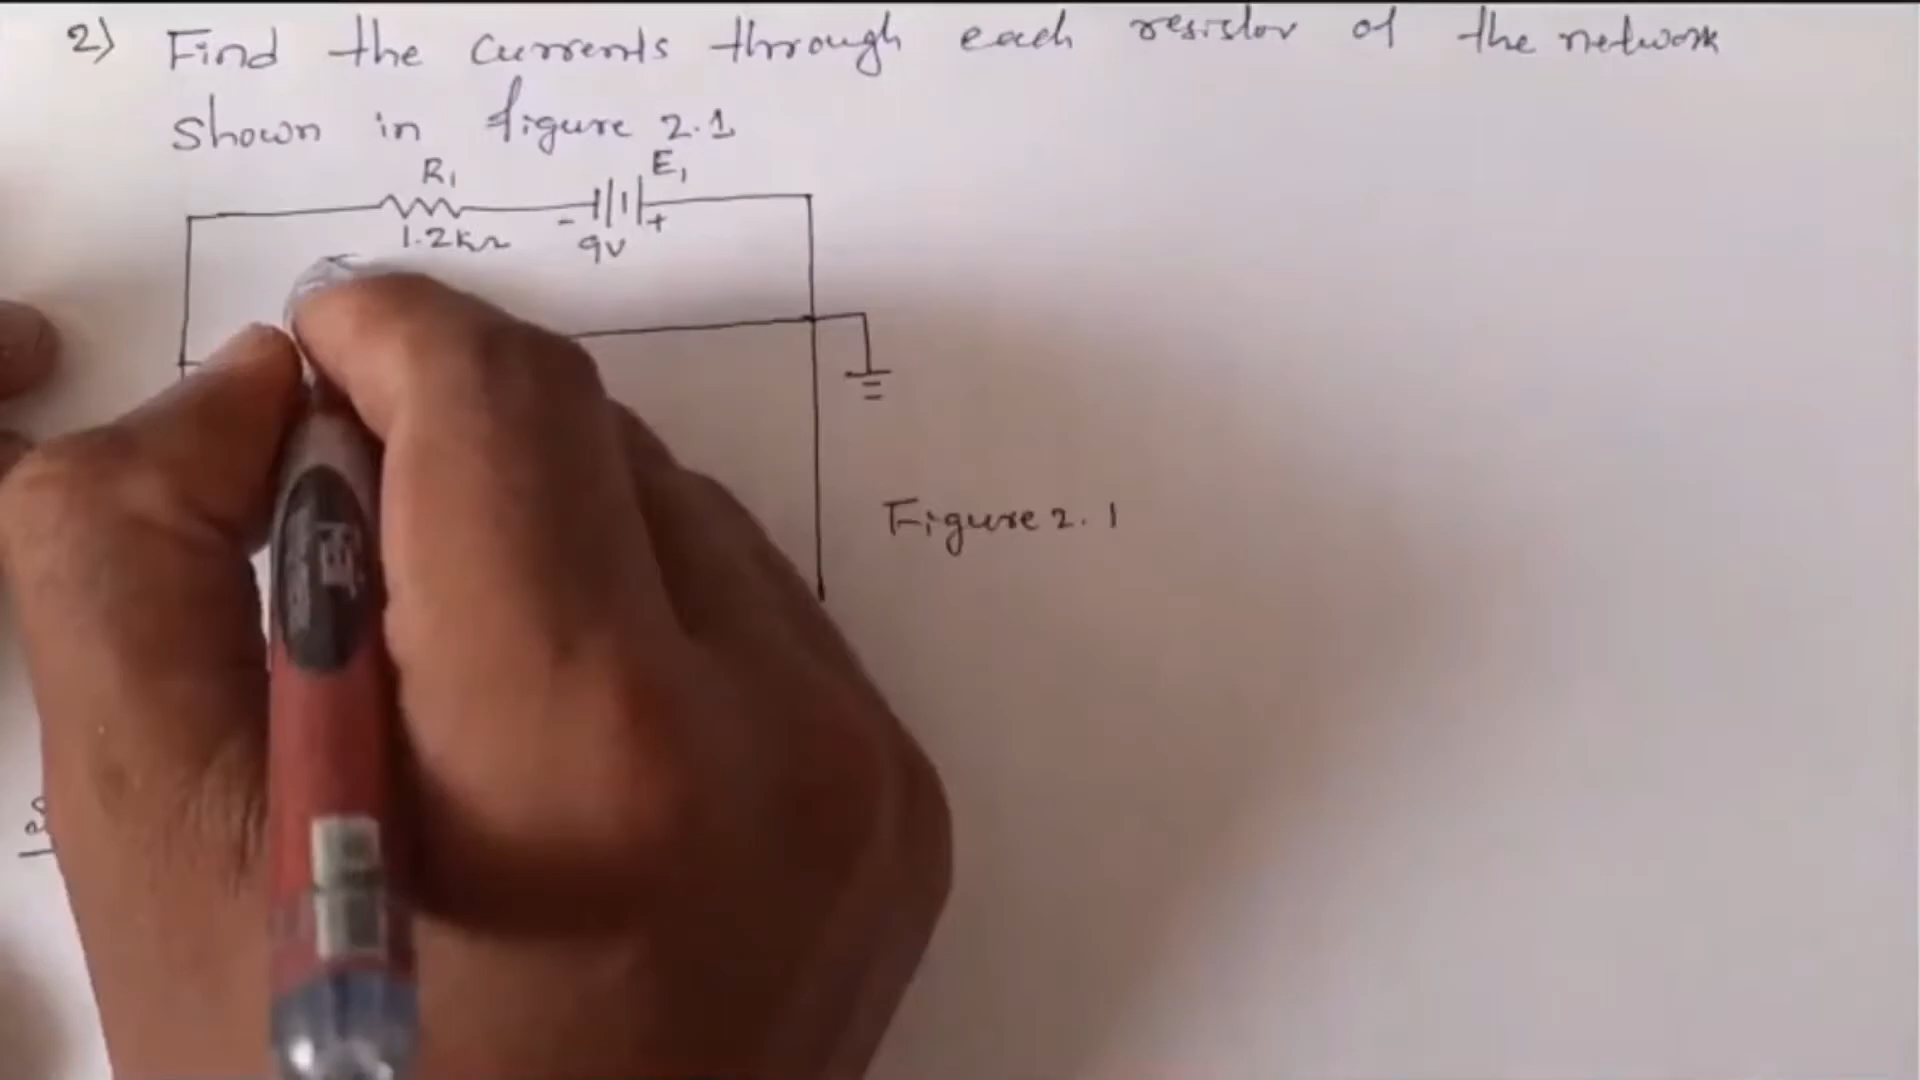 2) Find the currents through each resistor of the network
Shown in figure 2.1
R1
E1
- +
1.2kΩ
9V
Figure 2.1